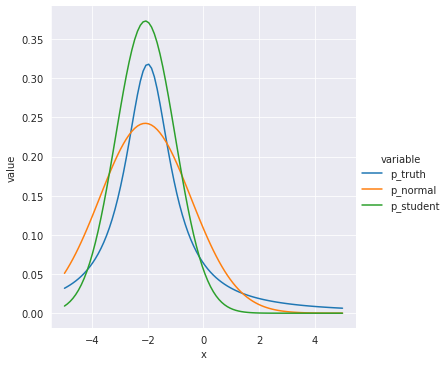 0.35
0.30
0.25
0.20
0.15
0.10
0.05
0.00
value
−4
−2
0
2
4
x
variable
p_truth
p_normal
p_student